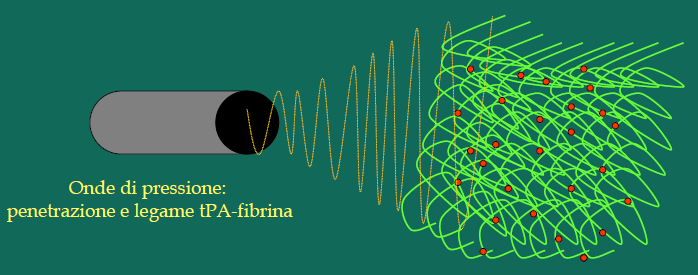 Onde di pressione:
penetrazione e legame tPA-fibrina